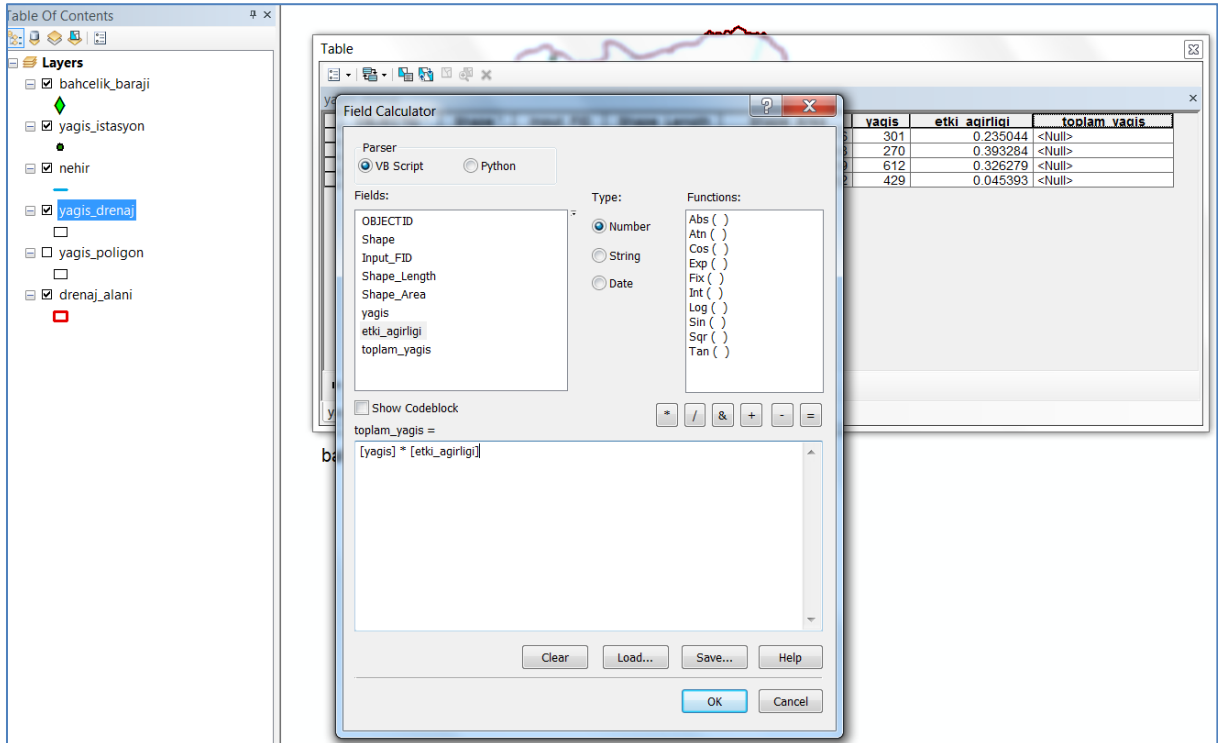 Table Of Contents
Layers
bahcelik_baraji
yagis_istasyon
nehir
yagis_drenaj
yagis_poligon
drenaj_alani
Table
yagis etki_agirligi toplam_yagis
301 0.235044 <Null>
270 0.393284 <Null>
612 0.326279 <Null>
429 0.045393 <Null>
Field Calculator
Parser
VB Script Python
Fields: Type: Functions:
OBJECTID
Shape
Input_FID
Shape_Length
Shape_Area
yagis
etki_agirligi
toplam_yagis
Number
String
Date
Abs ( )
Atn ( )
Cos ( )
Exp ( )
Fix ( )
Int ( )
Log ( )
Sin ( )
Sqr ( )
Tan ( )
Show Codeblock
* / & + - =
toplam_yagis =
[yagis] * [etki_agirligi]
Clear Load... Save... Help
OK Cancel